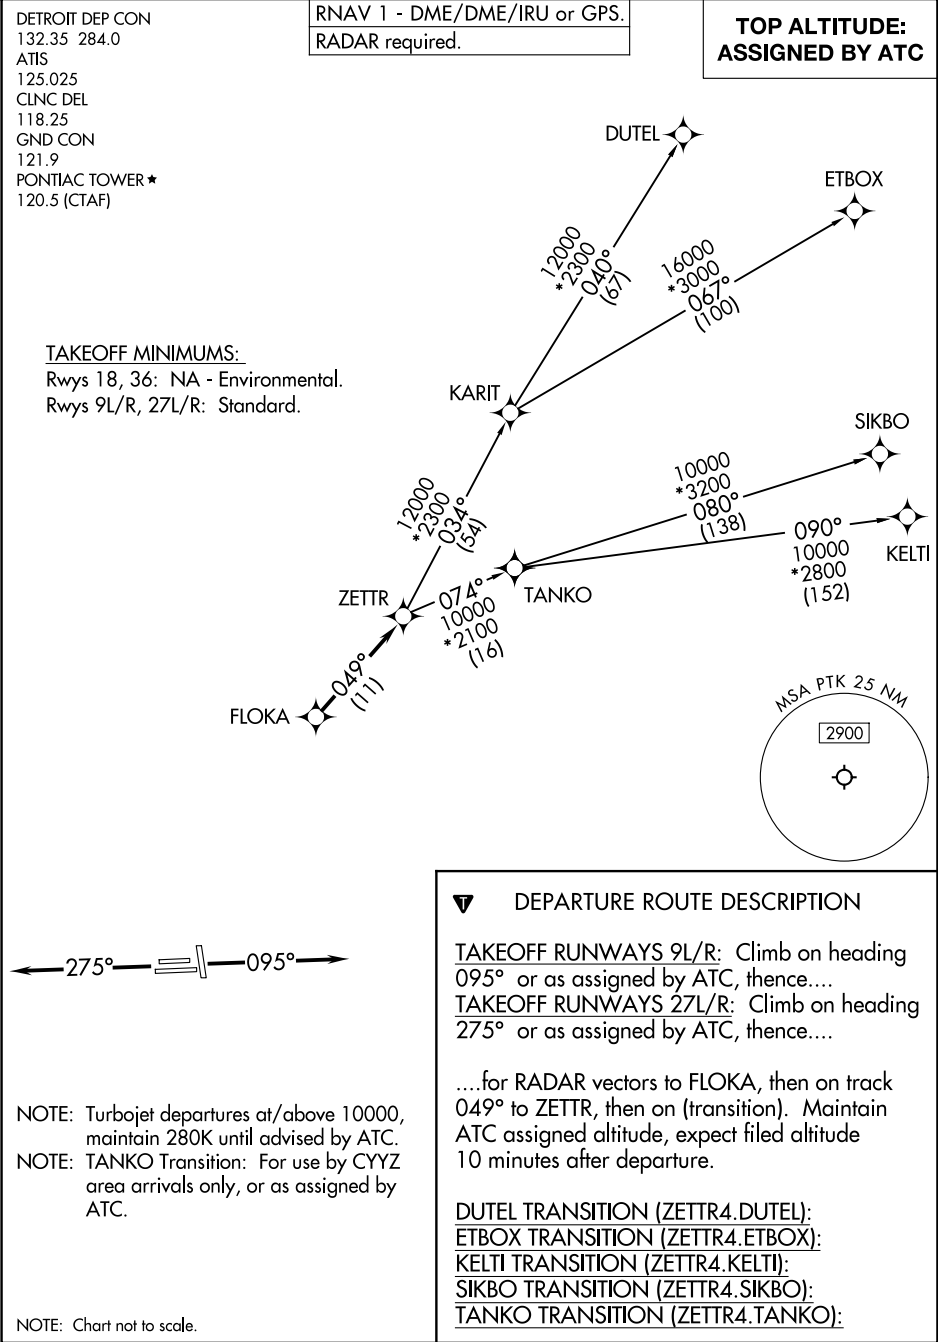 DETROIT DEP CON
132.35 284.0
ATIS
125.025
CLNC DEL
118.25
GND CON
121.9
PONTIAC TOWER★
120.5 (CTAF)
RNAV 1 - DME/DME/IRU or GPS.
RADAR required.
TOP ALTITUDE:
ASSIGNED BY ATC
DUTEL
ETBOX
12000
*2300
040°
(67)
16000
*3000
067°
(100)
TAKEOFF MINIMUMS:
Rwys 18, 36: NA - Environmental.
Rwys 9L/R, 27L/R: Standard.
KARIT
SIKBO
12000
*2300
034°
(54)
10000
*3200
080°
(138)
090°
10000
*2800
(152)
KELTI
ZETTR
074°
10000
*2100
(16)
TANKO
049°
(11)
FLOKA
MSA PTK 25 NM
2900
275°
095°
NOTE: Turbojet departures at/above 10000,
maintain 280K until advised by ATC.
NOTE: TANKO Transition: For use by CYYZ
area arrivals only, or as assigned by
ATC.
NOTE: Chart not to scale.
T DEPARTURE ROUTE DESCRIPTION
TAKEOFF RUNWAYS 9L/R: Climb on heading
095° or as assigned by ATC, thence....
TAKEOFF RUNWAYS 27L/R: Climb on heading
275° or as assigned by ATC, thence....
....for RADAR vectors to FLOKA, then on track
049° to ZETTR, then on (transition). Maintain
ATC assigned altitude, expect filed altitude
10 minutes after departure.
DUTEL TRANSITION (ZETTR4.DUTEL):
ETBOX TRANSITION (ZETTR4.ETBOX):
KELTI TRANSITION (ZETTR4.KELTI):
SIKBO TRANSITION (ZETTR4.SIKBO):
TANKO TRANSITION (ZETTR4.TANKO):